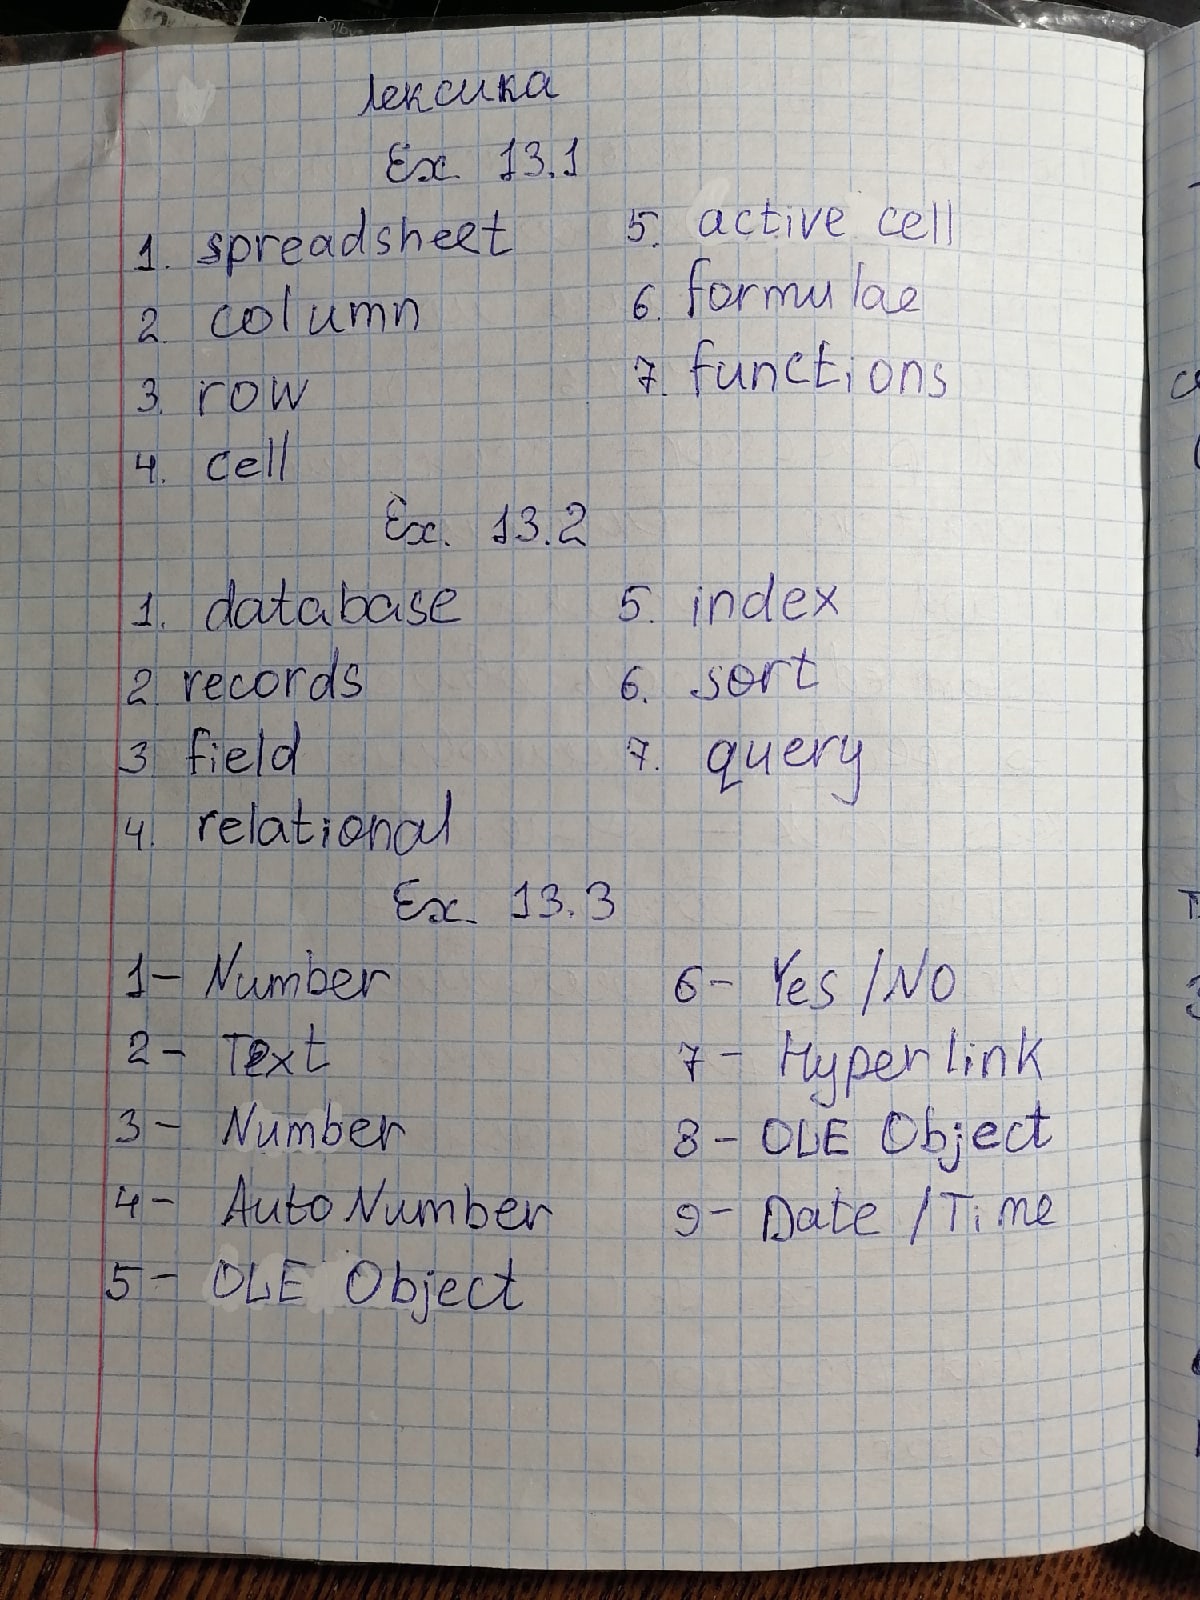 лексика
Ex. 13.1
1. spreadsheet
2. column
3. row
4. cell
5. active cell
6. formulae
7. functions
Ex. 13.2
1. database
2. records
3. field
4. relational
5. index
6. sort
7. query
Ex. 13.3
1- Number
2- Text
3- Number
4- AutoNumber
5- OLE Object
6- Yes/NO
7- Hyperlink
8- OLE Object
9- Date/Time